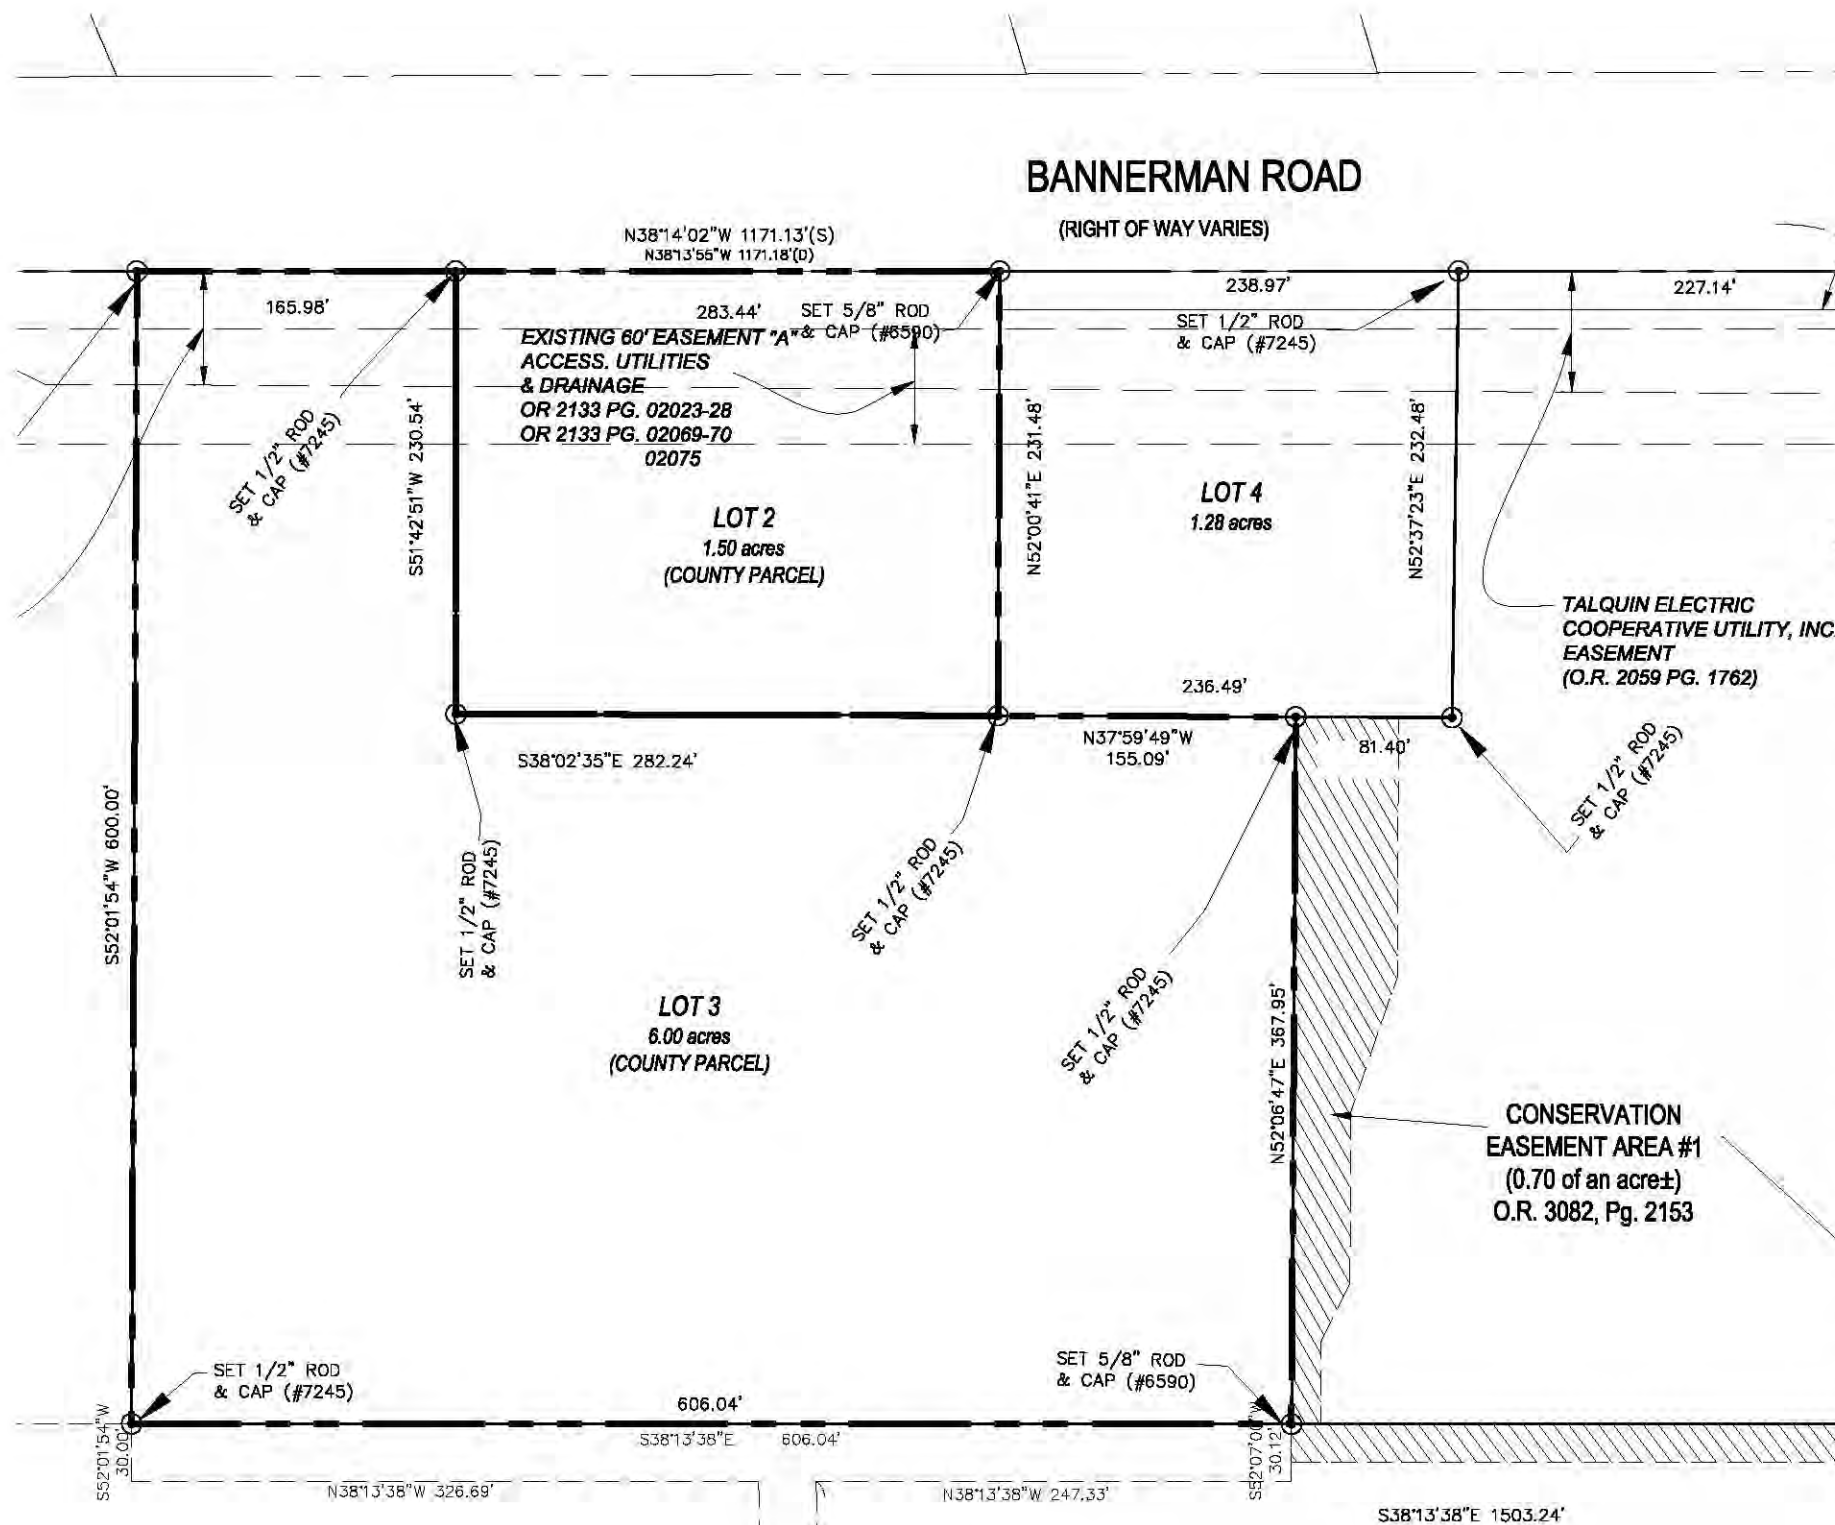 BANNERMAN ROAD
(RIGHT OF WAY VARIES)
N38°14'02"W 1171.13'(S)
N38°13'55"W 1171.18'(D)
165.98'
283.44'
238.97'
227.14'
SET 5/8" ROD
& CAP (#6590)
SET 1/2" ROD
& CAP (#7245)
EXISTING 60' EASEMENT "A"
ACCESS. UTILITIES
& DRAINAGE
OR 2133 PG. 02023-28
OR 2133 PG. 02069-70
02075
SET 1/2" ROD
& CAP (#7245)
S51°42'51"W 230.54'
N52°00'41"E 231.48'
N52°37'23"E 232.48'
LOT 2
1.50 acres
(COUNTY PARCEL)
LOT 4
1.28 acres
TALQUIN ELECTRIC
COOPERATIVE UTILITY, INC.
EASEMENT
(O.R. 2059 PG. 1762)
236.49'
S38°02'35"E 282.24'
N37°59'49"W
155.09'
81.40'
SET 1/2" ROD
& CAP (#7245)
S52°01'54"W 600.00'
SET 1/2" ROD
& CAP (#7245)
SET 1/2" ROD
& CAP (#7245)
SET 1/2" ROD
& CAP (#7245)
LOT 3
6.00 acres
(COUNTY PARCEL)
N52°06'47"E 367.95'
CONSERVATION
EASEMENT AREA #1
(0.70 of an acre±)
O.R. 3082, Pg. 2153
SET 1/2" ROD
& CAP (#7245)
SET 5/8" ROD
& CAP (#6590)
606.04'
S38°13'38"E 606.04'
S52°01'54"W
30.00'
S52°07'00"W
30.12'
N38°13'38"W 326.69'
N38°13'38"W 247.33'
S38°13'38"E 1503.24'